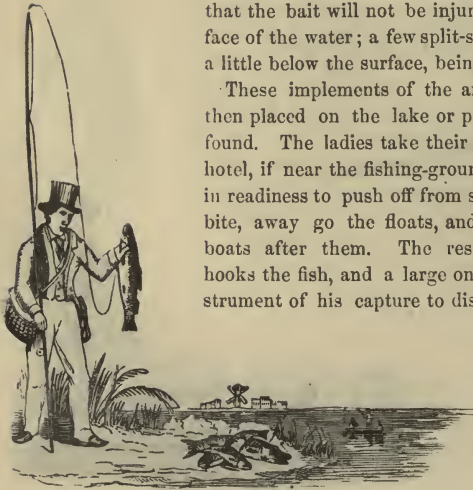 that the bait will not be injur
face of the water; a few split-s
a little below the surface, bein
These implements of the a
then placed on the lake or p
found. The ladies take their
hotel, if near the fishing-groun
in readiness to push off from s
bite, away go the floats, and
boats after them. The res
hooks the fish, and a large on
strument of his capture to dis